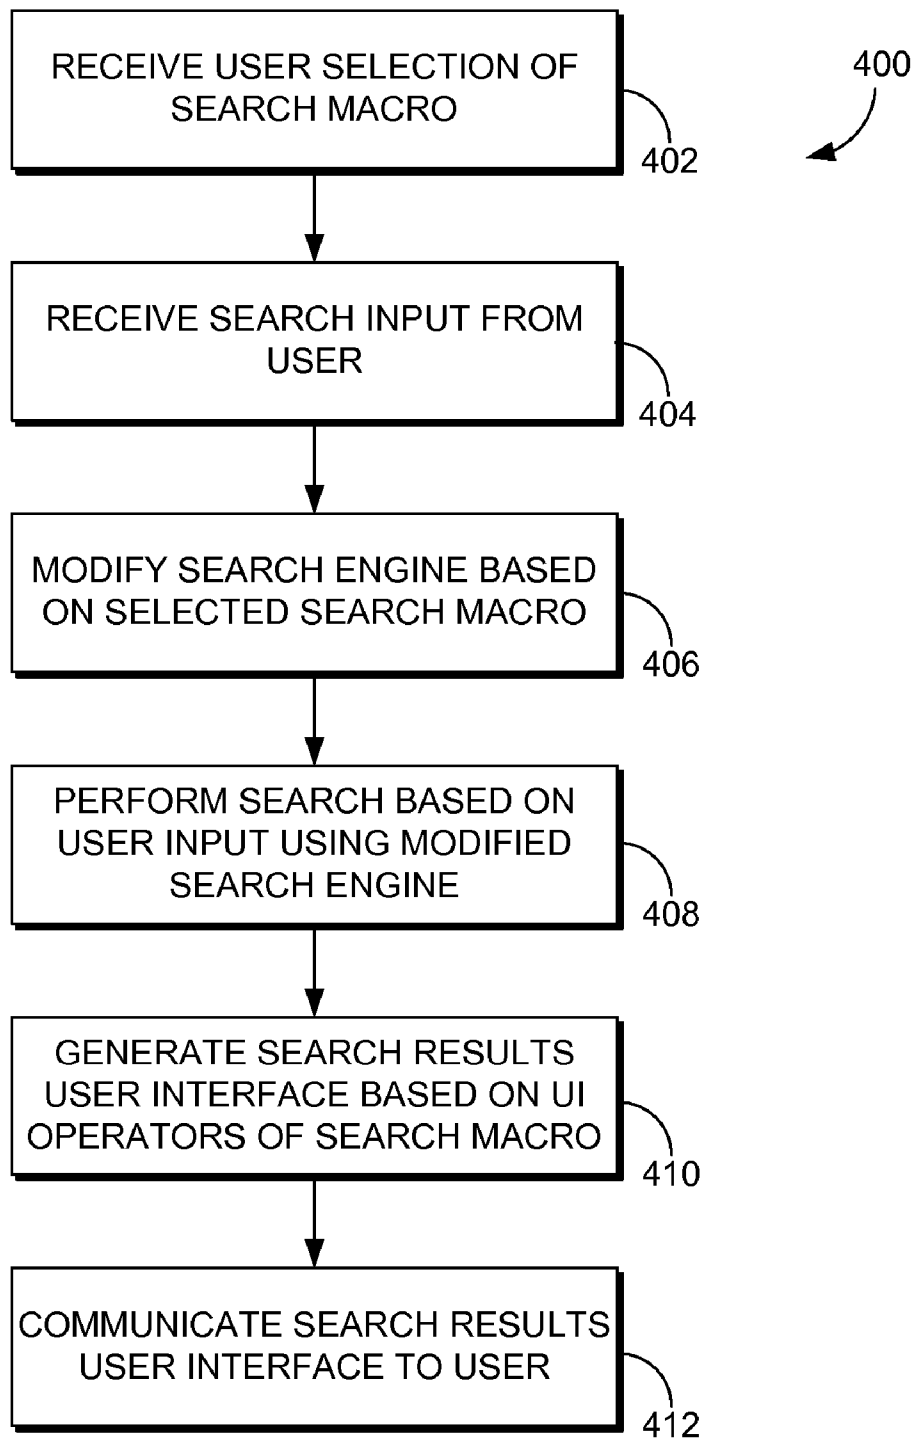 RECEIVE USER SELECTION OF
SEARCH MACRO
402
400
RECEIVE SEARCH INPUT FROM
USER
404
MODIFY SEARCH ENGINE BASED
ON SELECTED SEARCH MACRO
406
PERFORM SEARCH BASED ON
USER INPUT USING MODIFIED
SEARCH ENGINE
408
GENERATE SEARCH RESULTS
USER INTERFACE BASED ON UI
OPERATORS OF SEARCH MACRO
410
COMMUNICATE SEARCH RESULTS
USER INTERFACE TO USER
412